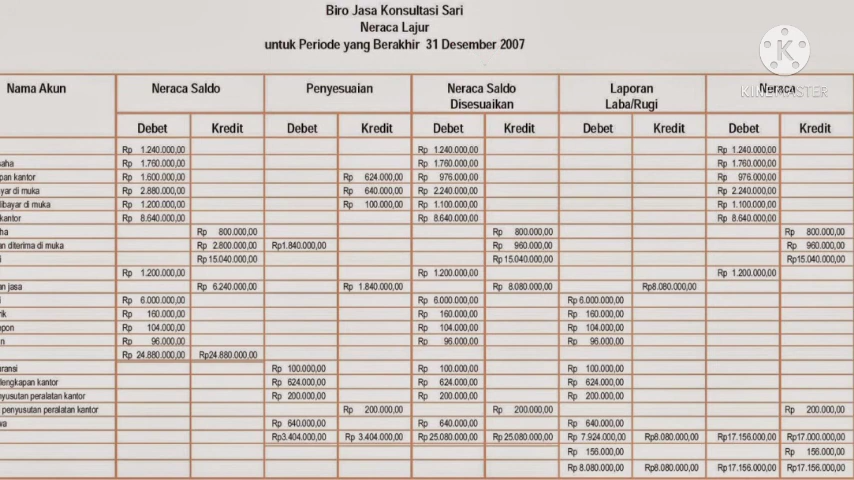 Biro Jasa Konsultasi Sari
Neraca Lajur
untuk Periode yang Berakhir 31 Desember 2007
K
KINEMASTER
Nama Akun Neraca Saldo Penyesuaian Neraca Saldo Disesuaikan Laporan Laba/Rugi Neraca
Debet Kredit Debet Kredit Debet Kredit Debet Kredit Debet Kredit
Rp 1.240.000,00 Rp 1.240.000,00 Rp 1.240.000,00
aha Rp 1.760.000,00 Rp 1.760.000,00 Rp 1.760.000,00
pan kantor Rp 1.600.000,00 Rp 624.000,00 Rp 976.000,00 Rp 976.000,00
yar di muka Rp 2.880.000,00 Rp 640.000,00 Rp 2.240.000,00 Rp 2.240.000,00
libayar di muka Rp 1.200.000,00 Rp 100.000,00 Rp 1.100.000,00 Rp 1.100.000,00
kantor Rp 8.640.000,00 Rp 8.640.000,00 Rp 8.640.000,00
ha Rp 800.000,00 Rp 800.000,00 Rp 800.000,00
an diterima di muka Rp 2.800.000,00 Rp1.840.000,00 Rp 960.000,00 Rp 960.000,00
i Rp15.040.000,00 Rp15.040.000,00 Rp15.040.000,00
Rp 1.200.000,00 Rp 1.200.000,00 Rp 1.200.000,00
an jasa Rp 6.240.000,00 Rp 1.840.000,00 Rp 8.080.000,00 Rp8.080.000,00
i Rp 6.000.000,00 Rp 6.000.000,00 Rp 6.000.000,00
rik Rp 160.000,00 Rp 160.000,00 Rp 160.000,00
epon Rp 104.000,00 Rp 104.000,00 Rp 104.000,00
n Rp 96.000,00 Rp 96.000,00 Rp 96.000,00
Rp 24.880.000,00 Rp24.880.000,00
uransi Rp 100.000,00 Rp 100.000,00 Rp 100.000,00
lengkapan kantor Rp 624.000,00 Rp 624.000,00 Rp 624.000,00
nyusutan peralatan kantor Rp 200.000,00 Rp 200.000,00 Rp 200.000,00
penyusutan peralatan kantor Rp 200.000,00 Rp 200.000,00 Rp 200.000,00
wa Rp 640.000,00 Rp 640.000,00 Rp 640.000,00
Rp3.404.000,00 Rp 3.404.000,00 Rp 25.080.000,00 Rp 25.080.000,00 Rp 7.924.000,00 Rp8.080.000,00 Rp17.156.000,00 Rp17.000.000,00
Rp 156.000,00 Rp 156.000,00
Rp 8.080.000,00 Rp8.080.000,00 Rp17.156.000,00 Rp17.156.000,00